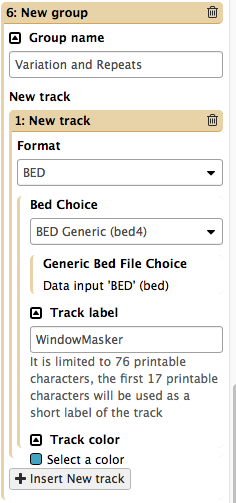 6: New group
Group name
Variation and Repeats
New track
1: New track
Format
BED
Bed Choice
BED Generic (bed4)
Generic Bed File Choice
Data input 'BED' (bed)
Track label
WindowMasker
It is limited to 76 printable
characters, the first 17 printable
characters will be used as a
short label of the track
Track color
Select a color
Insert New track